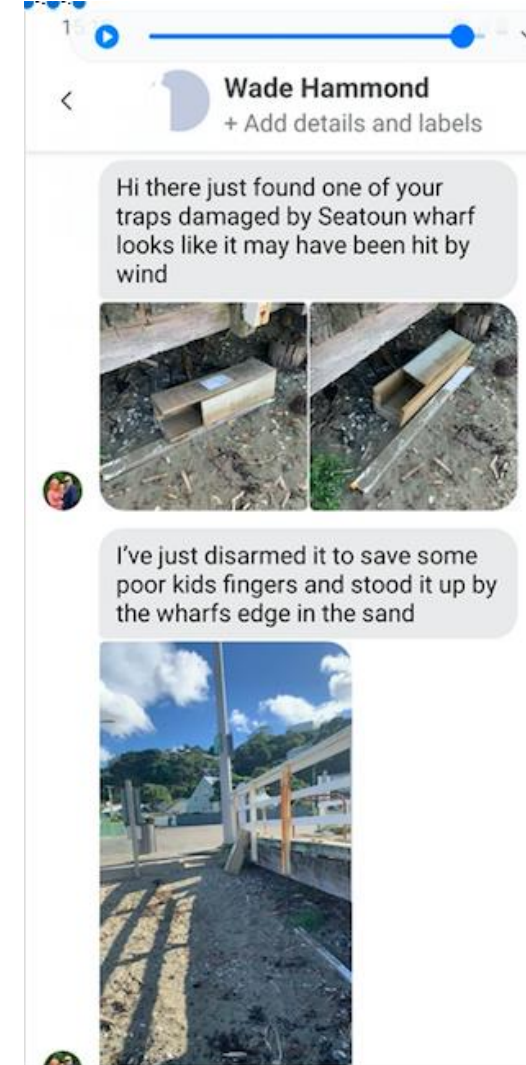 Wade Hammond
+ Add details and labels
Hi there just found one of your
traps damaged by Seatoun wharf
looks like it may have been hit by
wind
I've just disarmed it to save some
poor kids fingers and stood it up by
the wharfs edge in the sand